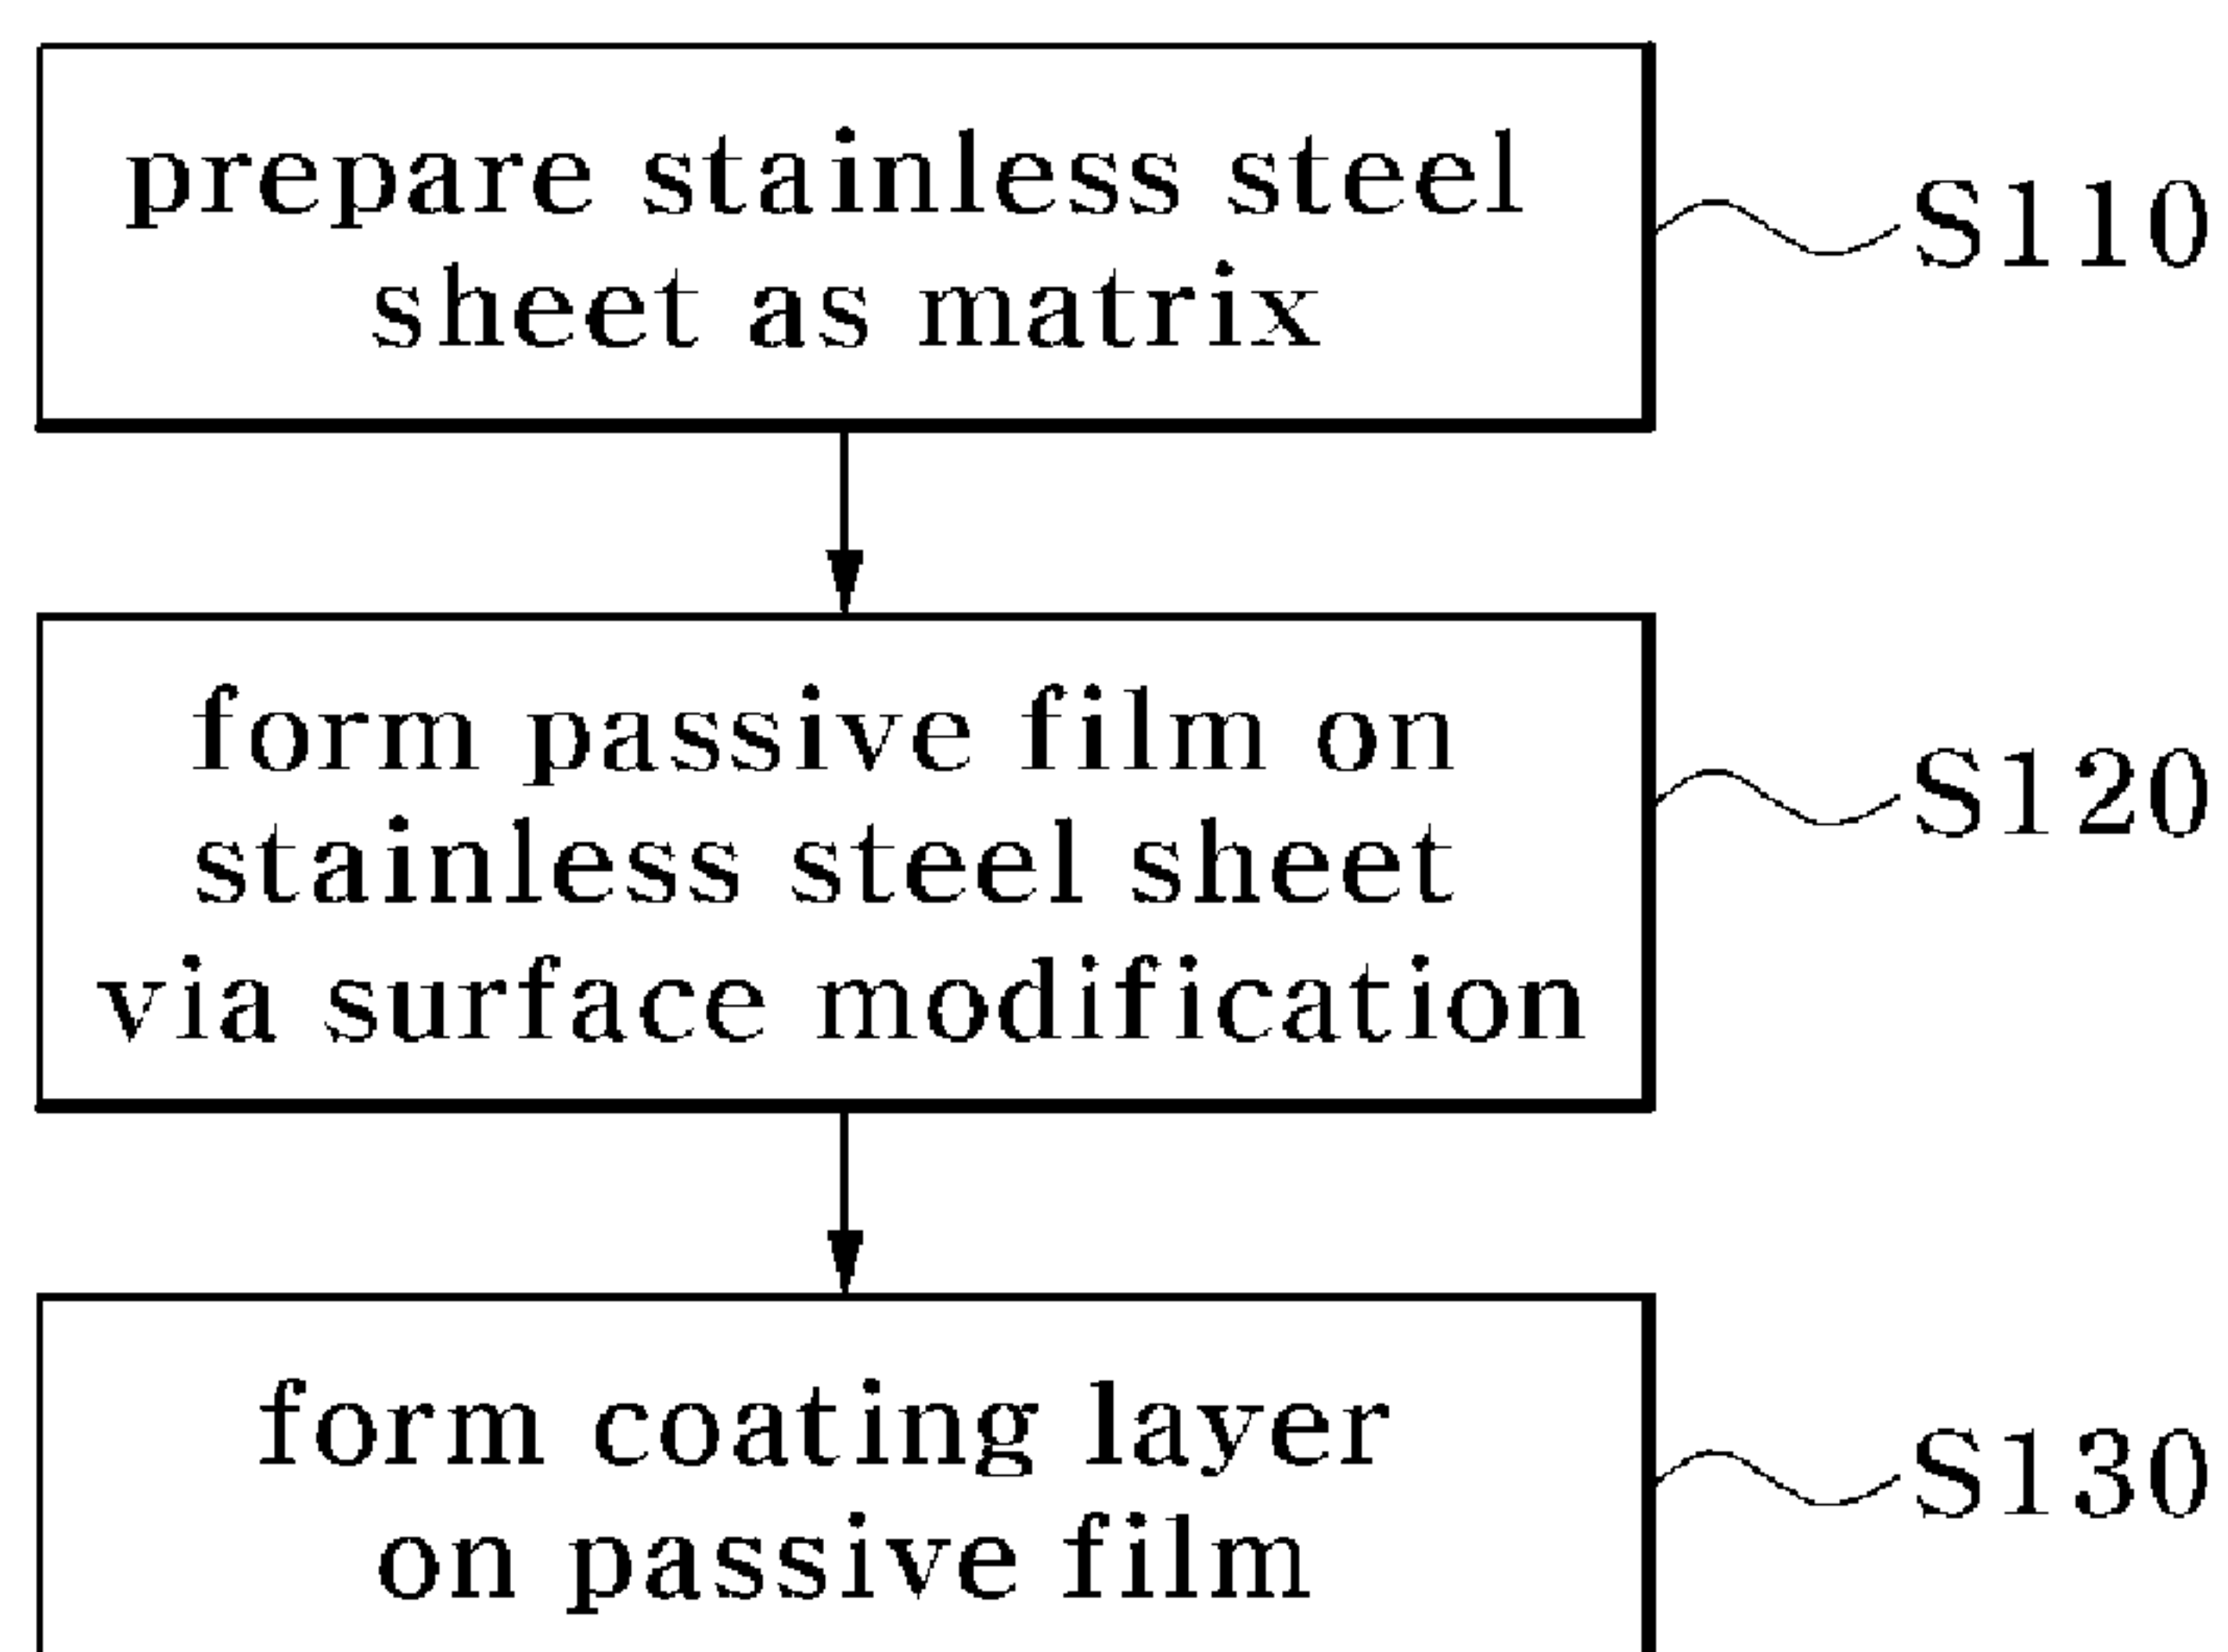 prepare stainless steel
sheet as matrix
S110
form passive film on
stainless steel sheet
via surface modification
S120
form coating layer
on passive film
S130